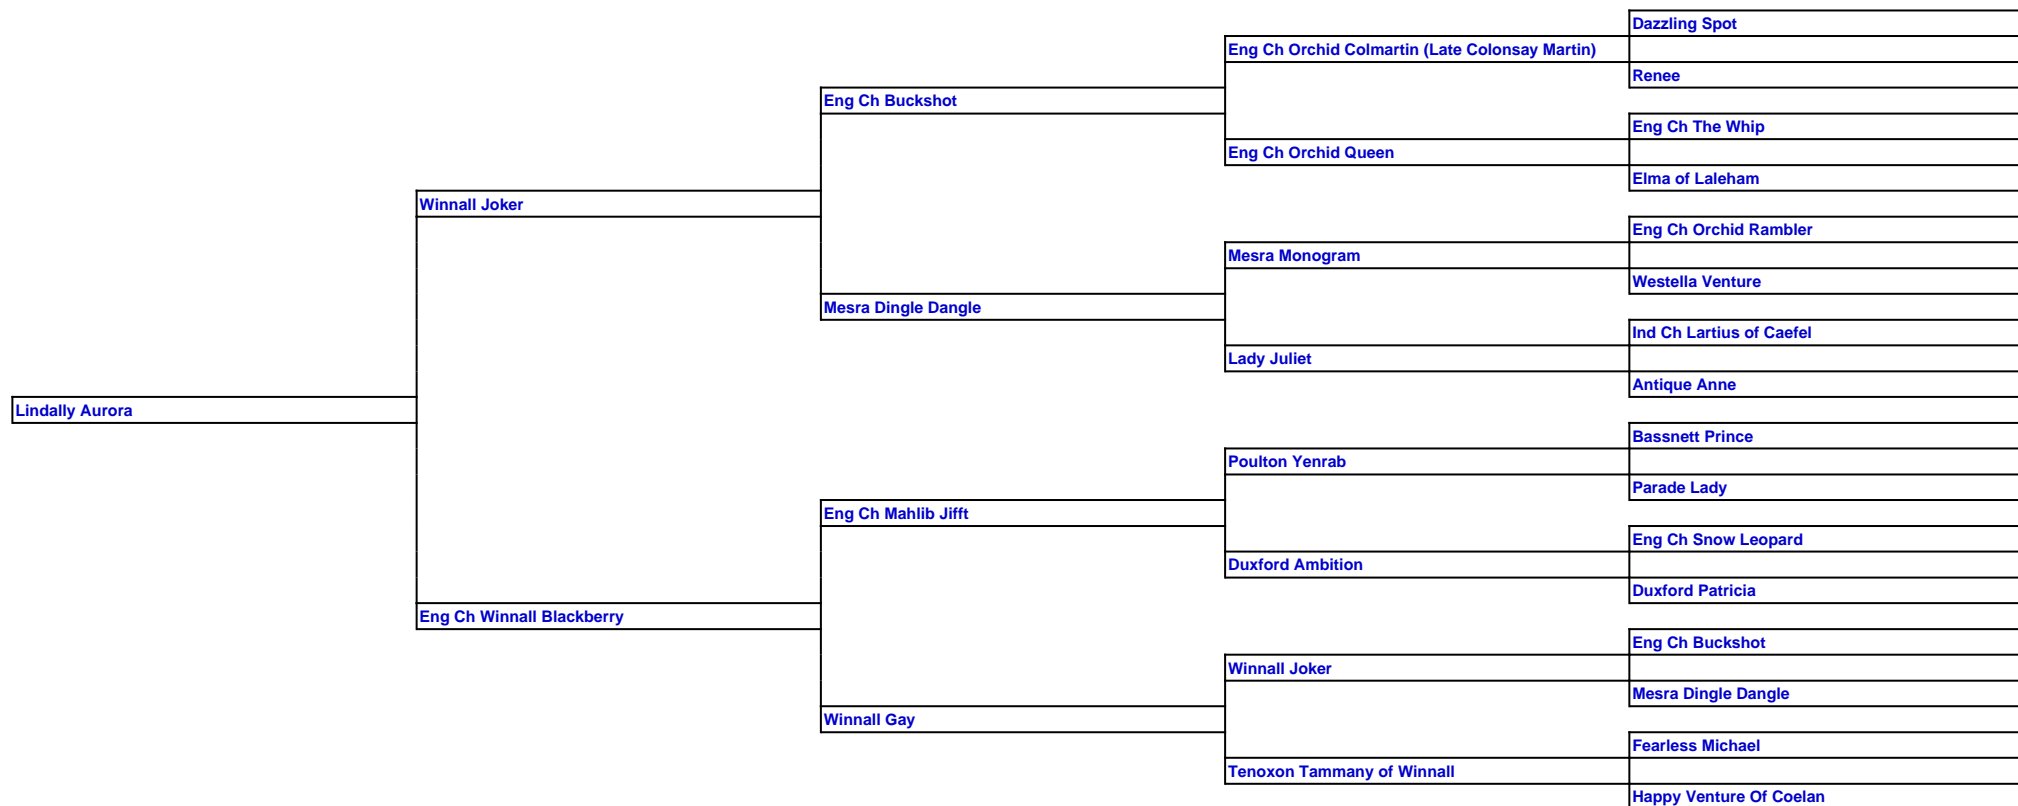 Dazzling Spot
Eng Ch Orchid Colmartin (Late Colonsay Martin)
Renee
Eng Ch Buckshot
Eng Ch The Whip
Eng Ch Orchid Queen
Elma of Laleham
Winnall Joker
Eng Ch Orchid Rambler
Mesra Monogram
Westella Venture
Mesra Dingle Dangle
Ind Ch Lartius of Caefel
Lady Juliet
Antique Anne
Lindally Aurora
Bassnett Prince
Poulton Yenrab
Parade Lady
Eng Ch Mahlib Jifft
Eng Ch Snow Leopard
Duxford Ambition
Duxford Patricia
Eng Ch Winnall Blackberry
Eng Ch Buckshot
Winnall Joker
Mesra Dingle Dangle
Winnall Gay
Fearless Michael
Tenoxon Tammany of Winnall
Happy Venture Of Coelan